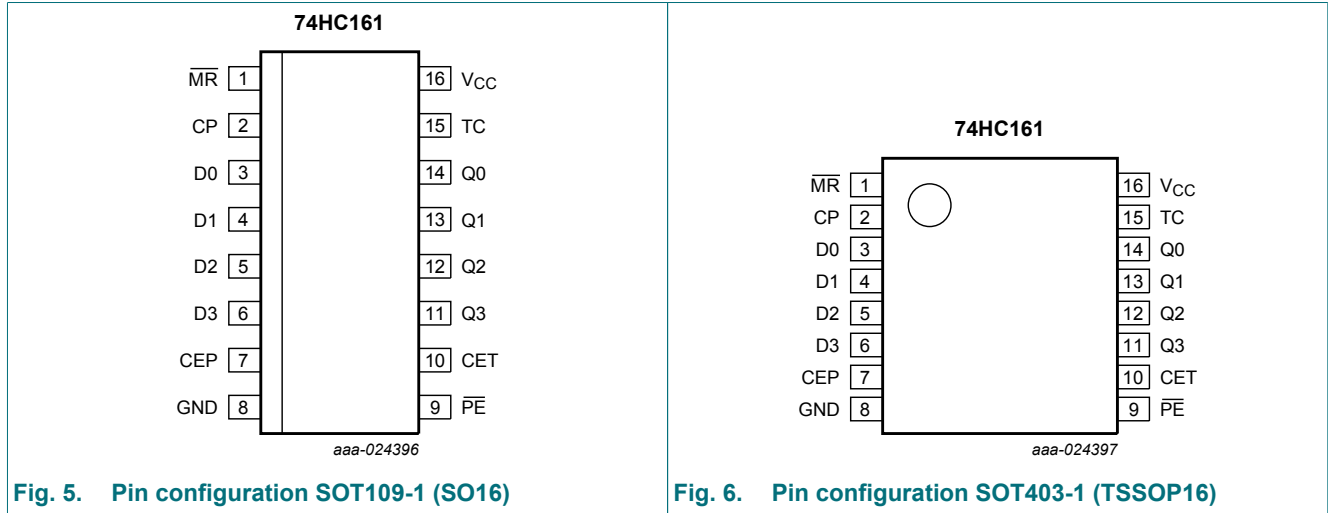 74HC161
MR 1 16 VCC
CP 2 15 TC
D0 3 14 Q0
D1 4 13 Q1
D2 5 12 Q2
D3 6 11 Q3
CEP 7 10 CET
GND 8 9 PE
aaa-024396
Fig. 5. Pin configuration SOT109-1 (SO16)
74HC161
MR 1 16 VCC
CP 2 15 TC
D0 3 14 Q0
D1 4 13 Q1
D2 5 12 Q2
D3 6 11 Q3
CEP 7 10 CET
GND 8 9 PE
aaa-024397
Fig. 6. Pin configuration SOT403-1 (TSSOP16)